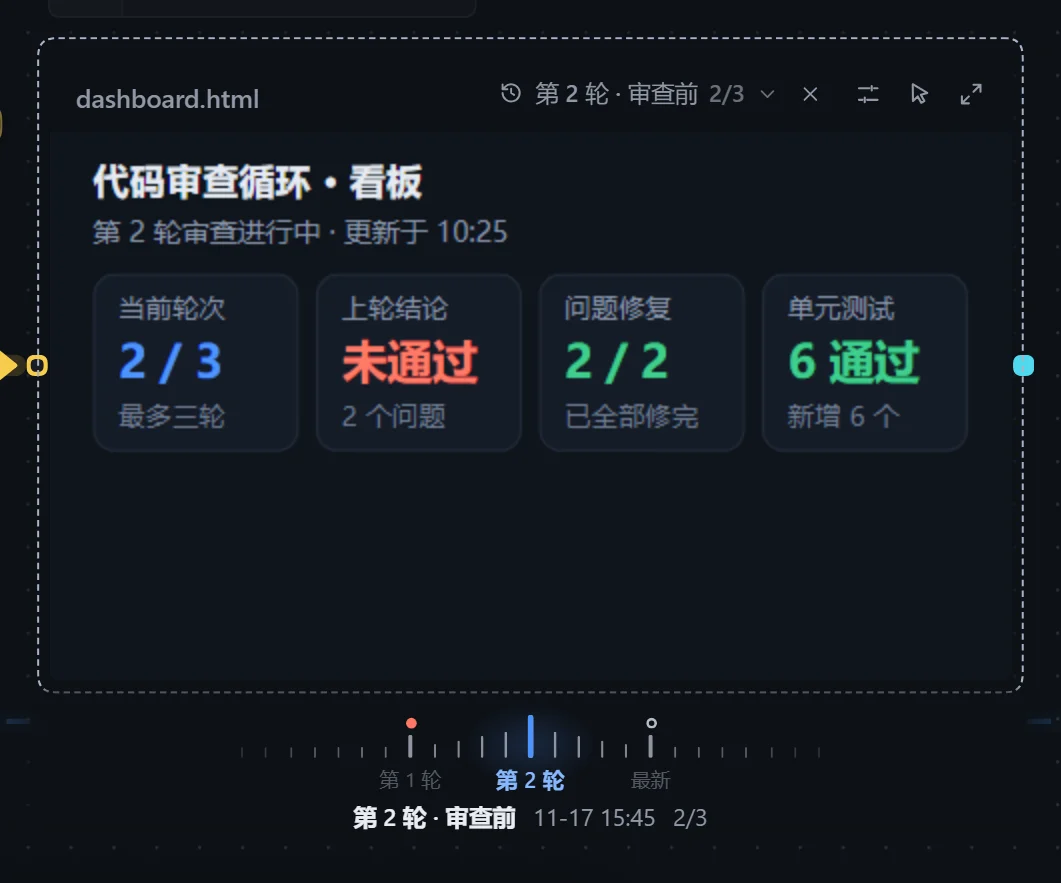 dashboard.html
第 2 轮 · 审查前 2/3
代码审查循环 • 看板
第 2 轮审查进行中 · 更新于 10:25
当前轮次
2 / 3
最多三轮
上轮结论
未通过
2 个问题
问题修复
2 / 2
已全部修完
单元测试
6 通过
新增 6 个
第 1 轮
第 2 轮
最新
第 2 轮 · 审查前 11-17 15:45 2/3